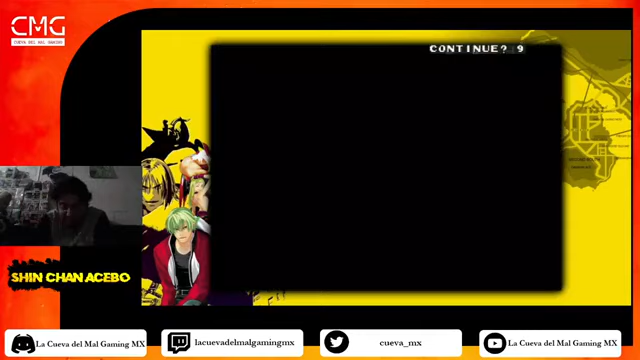 CMG
CUEVA DEL MAL GAMING
CONTINUE? 9
SHIN CHAN ACEBO
La Cueva del Mal Gaming MX
lacuevadelmalgamingmx
cueva_mx
La Cueva del Mal Gaming MX